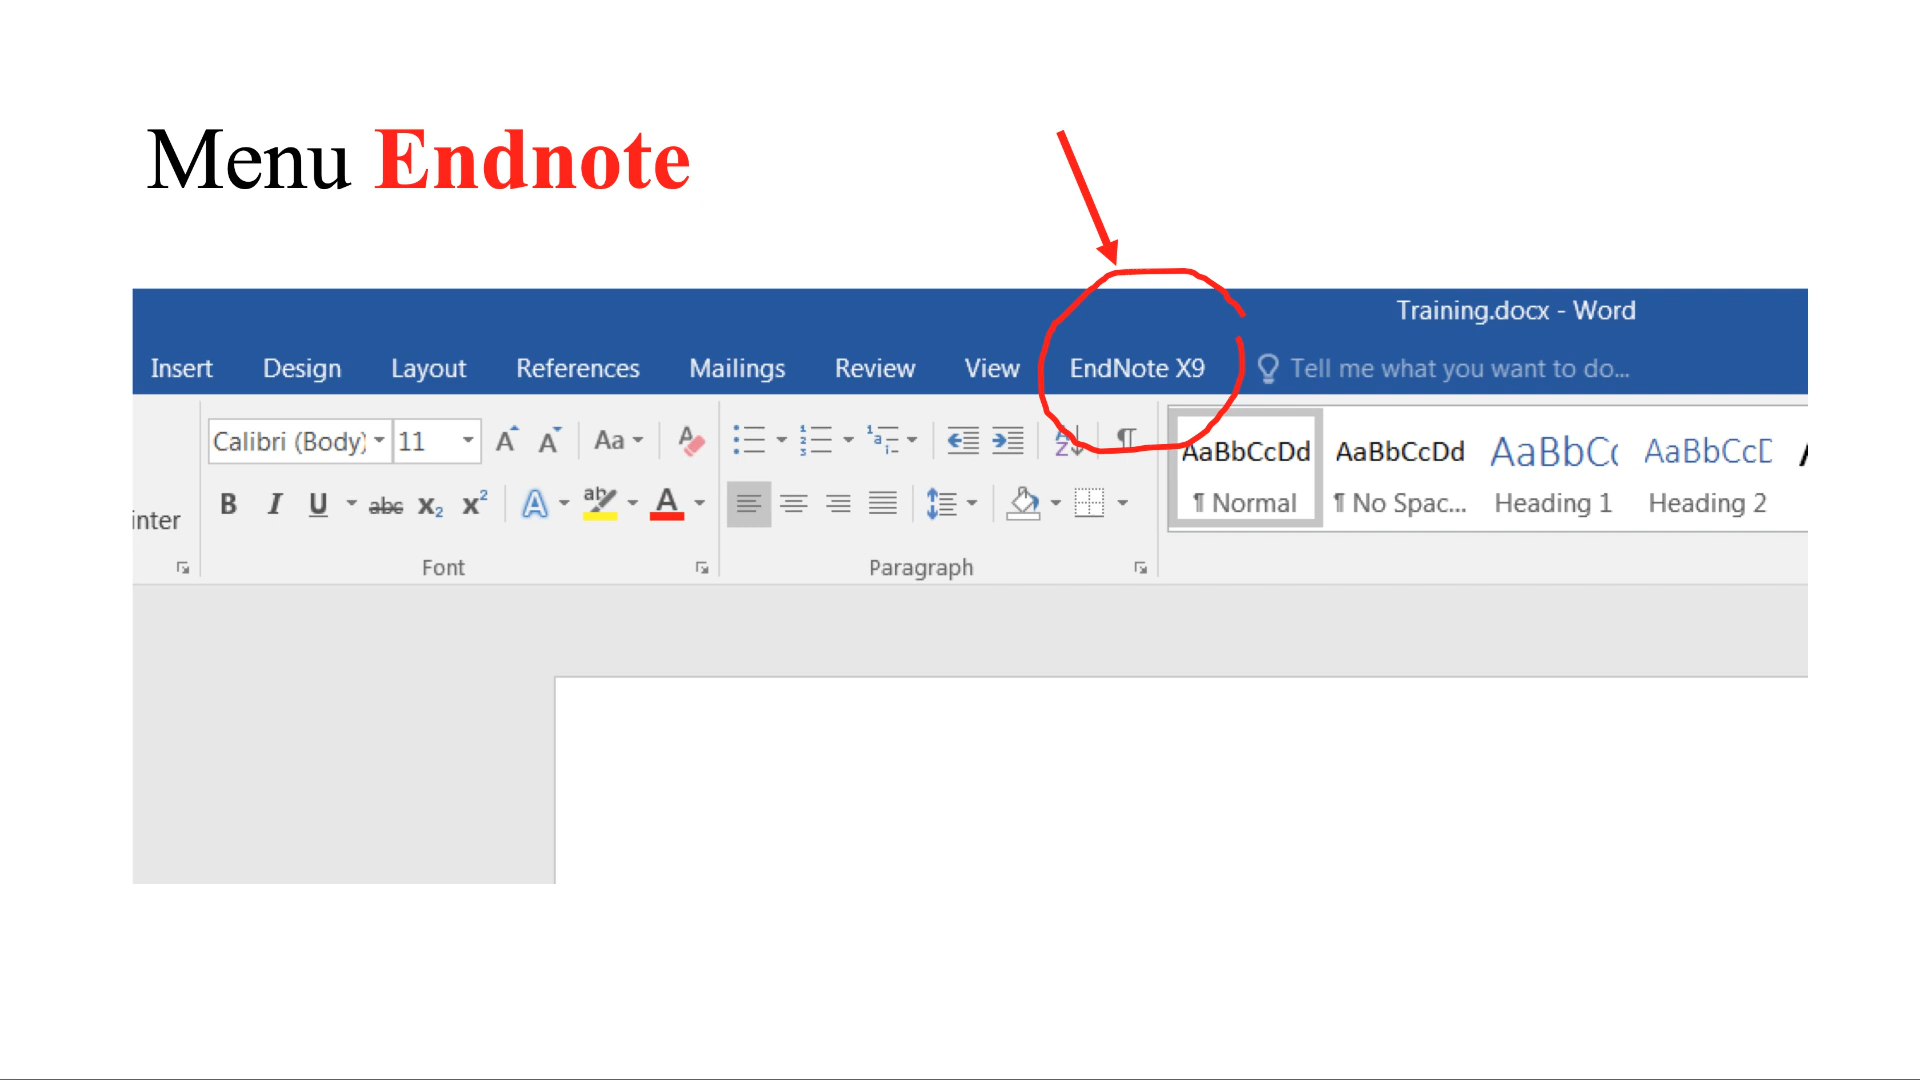 Menu Endnote
Training.docx - Word
Insert Design Layout References Mailings Review View EndNote X9 Tell me what you want to do...
Calibri (Body) 11 Aa AaBbCcDd AaBbCcDd AaBbCc AaBbCcD
inter B I U abc X₂ X² A aby A ¶ Normal ¶ No Spac... Heading 1 Heading 2
Font Paragraph